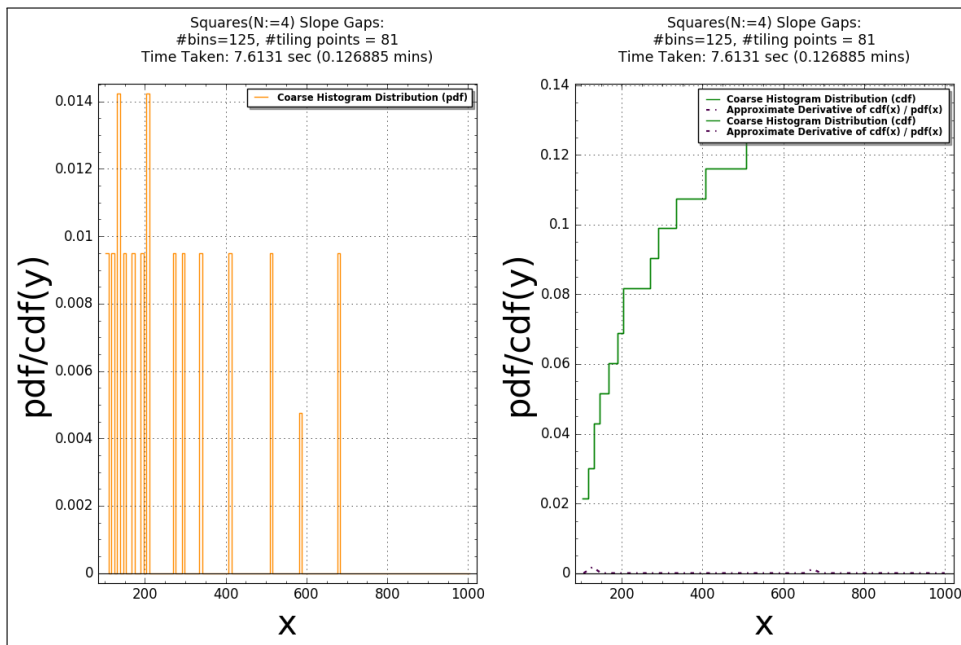 Squares(N:=4) Slope Gaps:
#bins=125, #tiling points = 81
Time Taken: 7.6131 sec (0.126885 mins)
Coarse Histogram Distribution (pdf)
0.014
0.012
0.01
0.008
0.006
0.004
0.002
0
pdf/cdf(y)
200
400
600
800
1000
x
Squares(N:=4) Slope Gaps:
#bins=125, #tiling points = 81
Time Taken: 7.6131 sec (0.126885 mins)
Coarse Histogram Distribution (cdf)
Approximate Derivative of cdf(x) / pdf(x)
Coarse Histogram Distribution (cdf)
Approximate Derivative of cdf(x) / pdf(x)
0.14
0.12
0.1
0.08
0.06
0.04
0.02
0
pdf/cdf(y)
200
400
600
800
1000
x